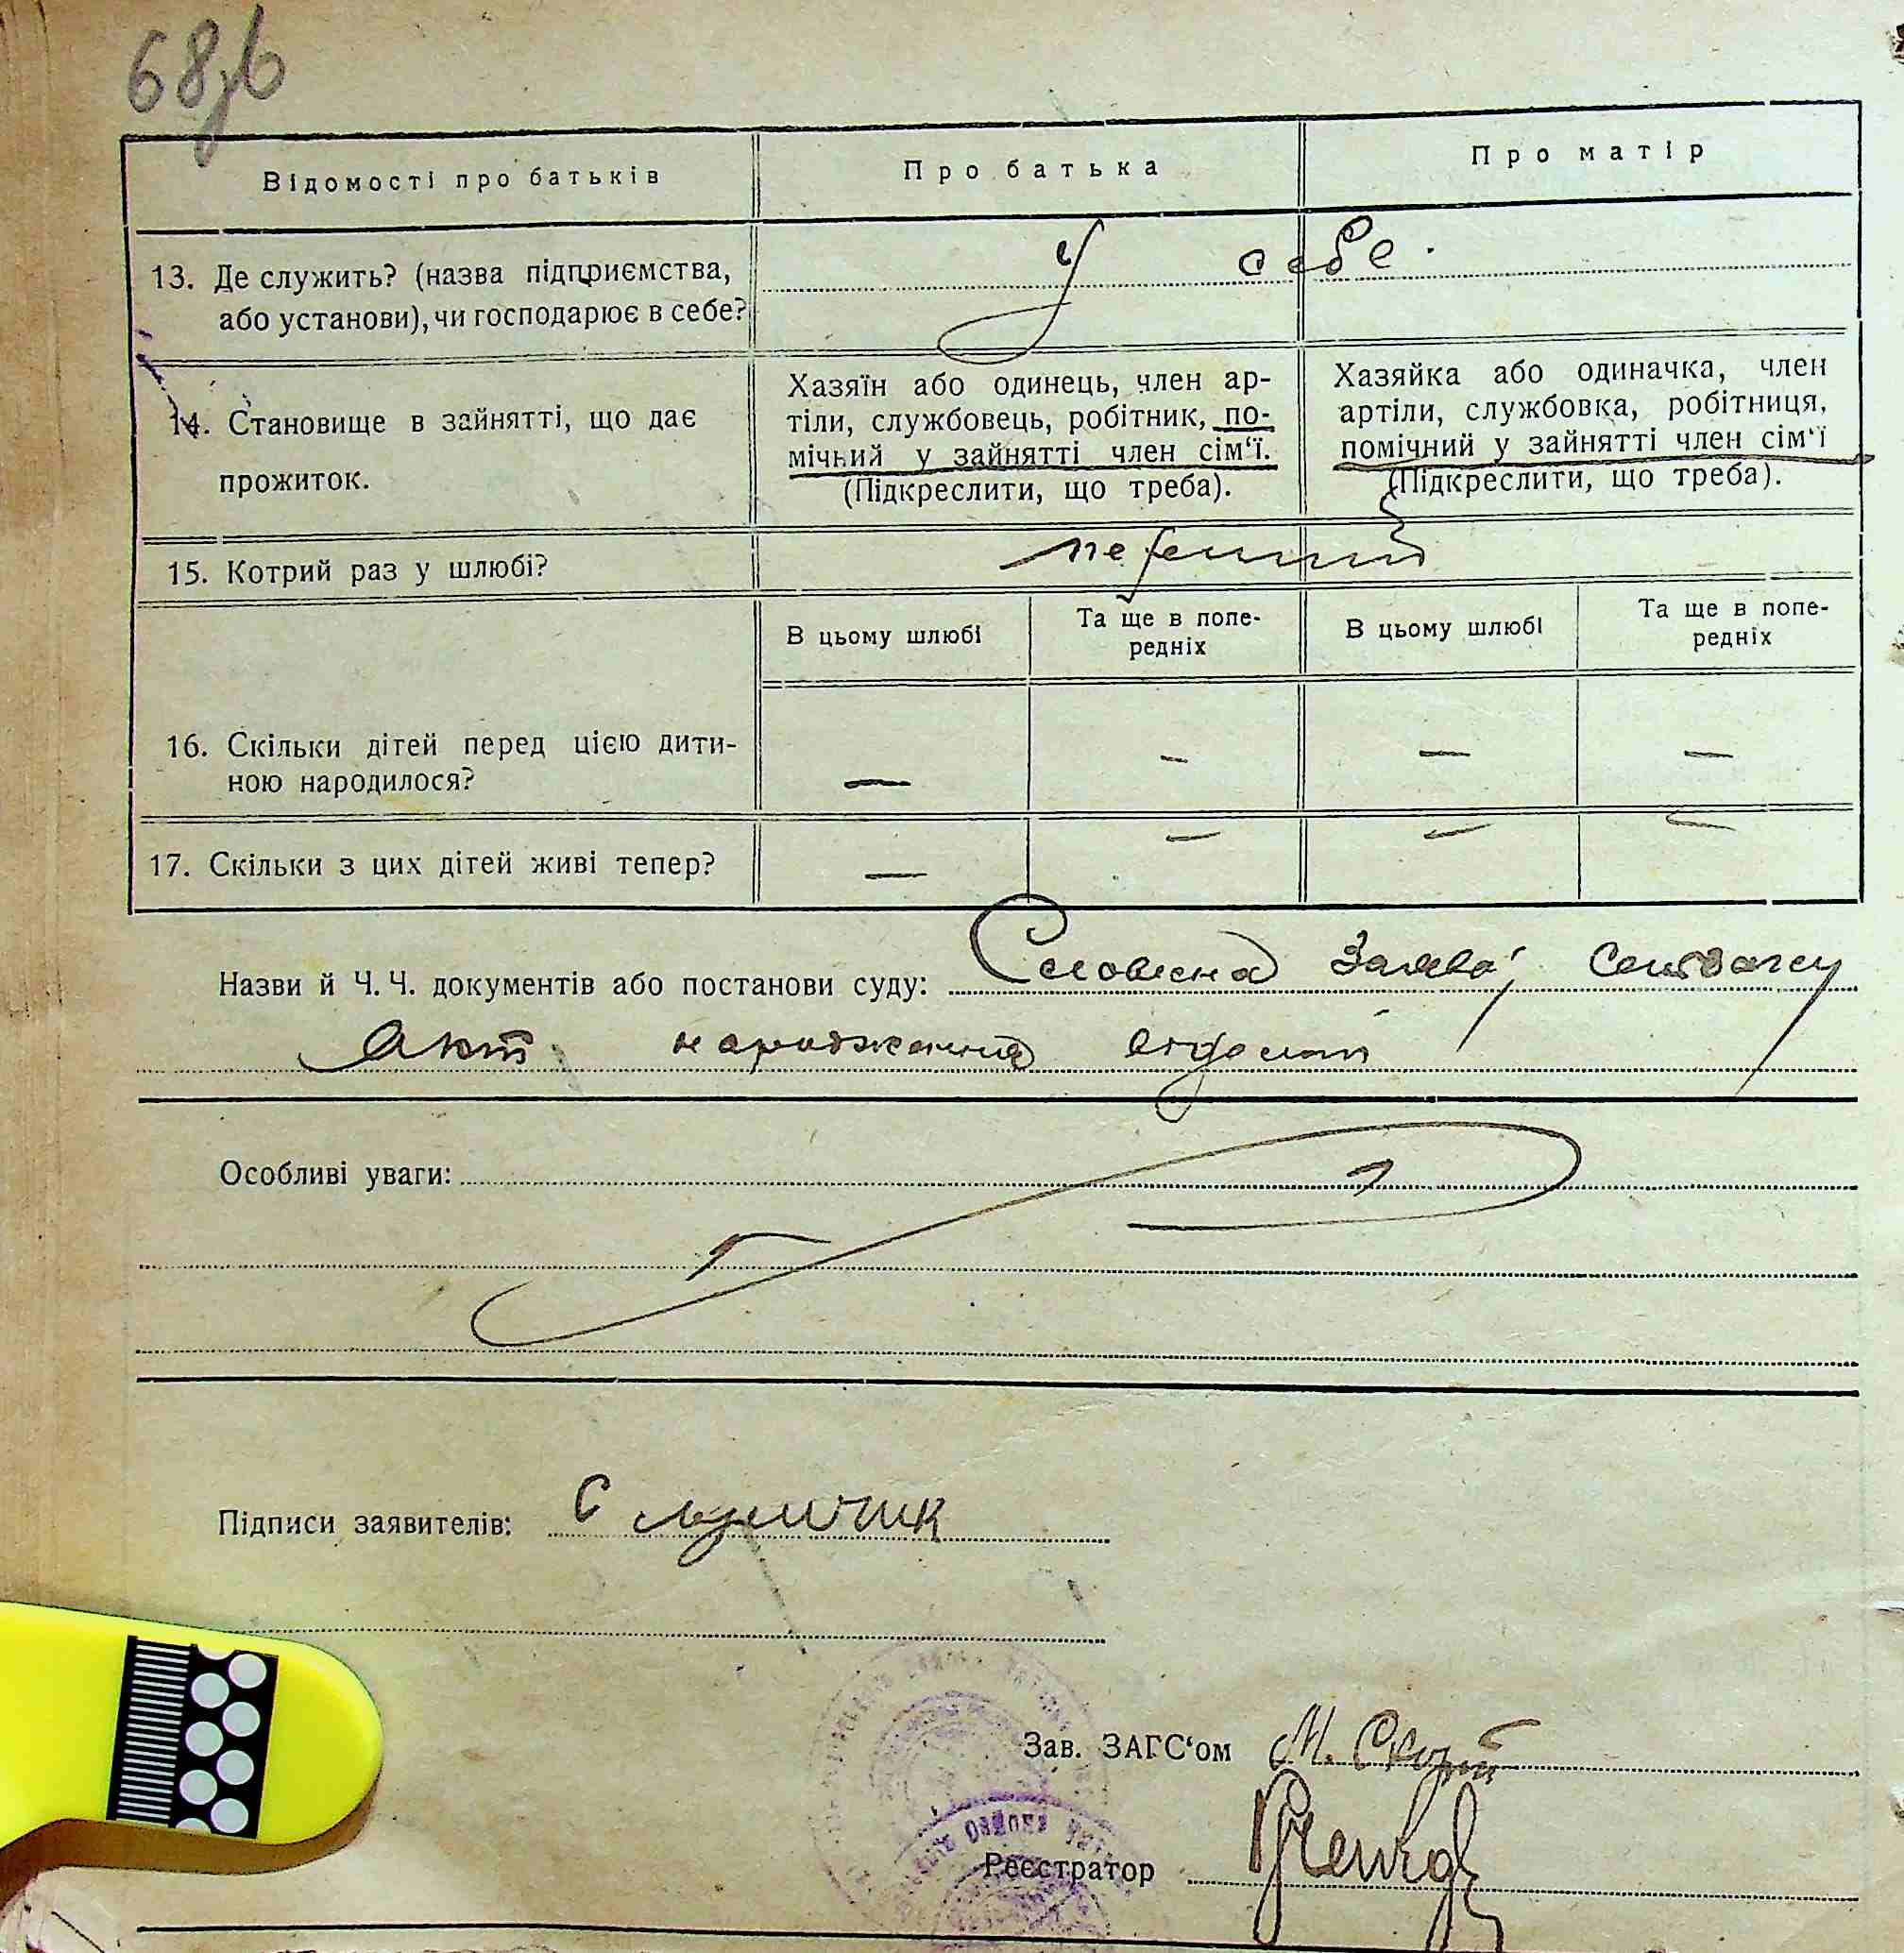 68зв
Відомості про батьків
Про батька
Про матір
13. Де служить? (назва підприємства,
або установи), чи господарює в себе?
у себе
14. Становище в зайнятті, що дає
прожиток.
Хазяїн або одинець, член ар-
тіли, службовець, робітник, по-
мічний у зайнятті член сім‘ї.
(Підкреслити, що треба).
Хазяйка або одиначка, член
артіли, службовка, робітниця,
помічний у зайнятті член сім‘ї
(Підкреслити, що треба).
15. Котрий раз у шлюбі?
перший
В цьому шлюбі
Та ще в попе-
редніх
В цьому шлюбі
Та ще в попе-
редніх
16. Скільки дітей перед цією дити-
ною народилося?
— — — —
17. Скільки з цих дітей живі тепер?
— — — —
Назви й Ч. Ч. документів або постанови суду: Словесна Заява,
Акт народження
Особливі уваги:
Підписи заявителів:
Зав. ЗАГС‘ом М. Скорий
Реєстратор